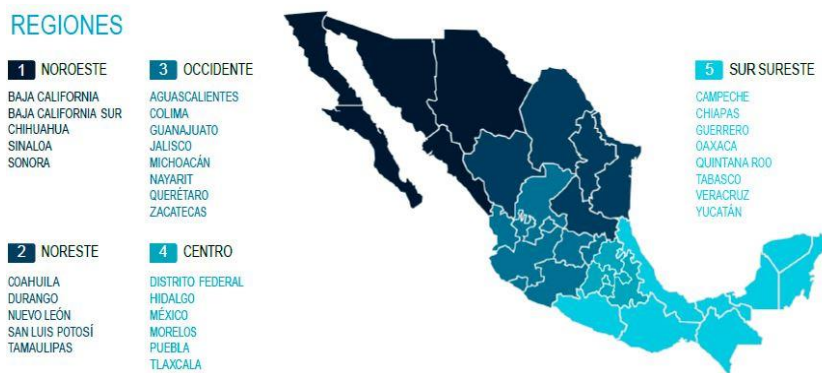 REGIONES
1 NOROESTE
BAJA CALIFORNIA
BAJA CALIFORNIA SUR
CHIHUAHUA
SINALOA
SONORA
2 NORESTE
COAHUILA
DURANGO
NUEVO LEÓN
SAN LUIS POTOSÍ
TAMAULIPAS
3 OCCIDENTE
AGUASCALIENTES
COLIMA
GUANAJUATO
JALISCO
MICHOACÁN
NAYARIT
QUERÉTARO
ZACATECAS
4 CENTRO
DISTRITO FEDERAL
HIDALGO
MÉXICO
MORELOS
PUEBLA
TLAXCALA
5 SUR SURESTE
CAMPECHE
CHIAPAS
GUERRERO
OAXACA
QUINTANA ROO
TABASCO
VERACRUZ
YUCATÁN